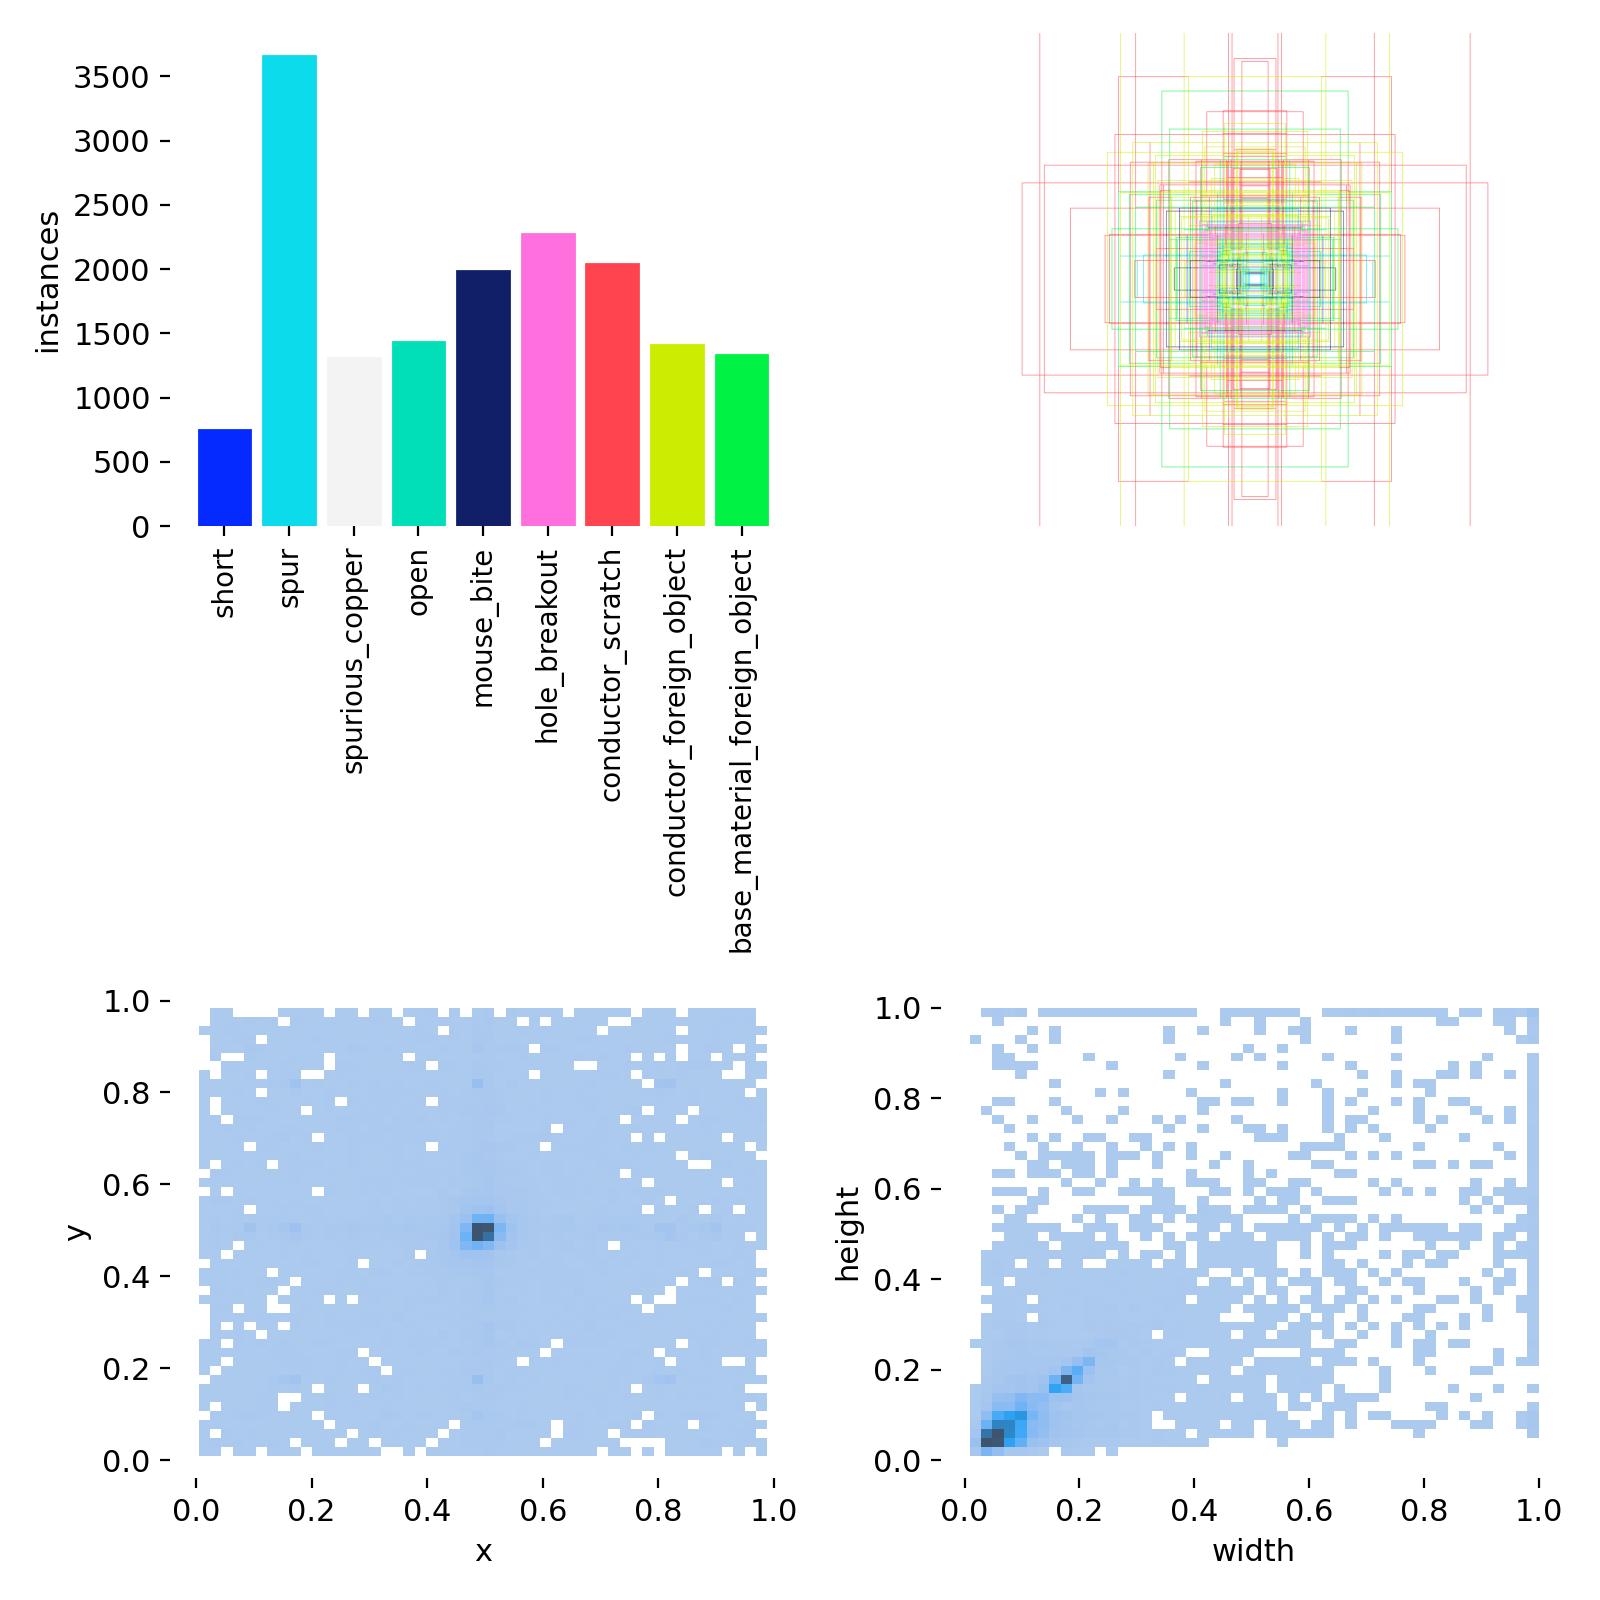 3500
3000
2500
2000
1500
1000
500
0
instances
short
spur
spurious_copper
open
mouse_bite
hole_breakout
conductor_scratch
conductor_foreign_object
base_material_foreign_object
1.0
0.8
0.6
0.4
0.2
0.0
y
0.0 0.2 0.4 0.6 0.8 1.0
x
1.0
0.8
0.6
0.4
0.2
0.0
height
0.0 0.2 0.4 0.6 0.8 1.0
width